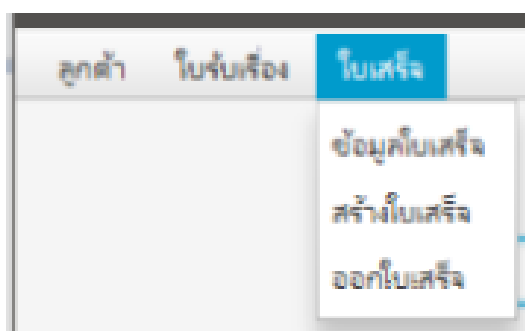 ลูกค้า ใบรับเรื่อง ใบเสร็จ
ข้อมูลใบเสร็จ
สร้างใบเสร็จ
ออกใบเสร็จ